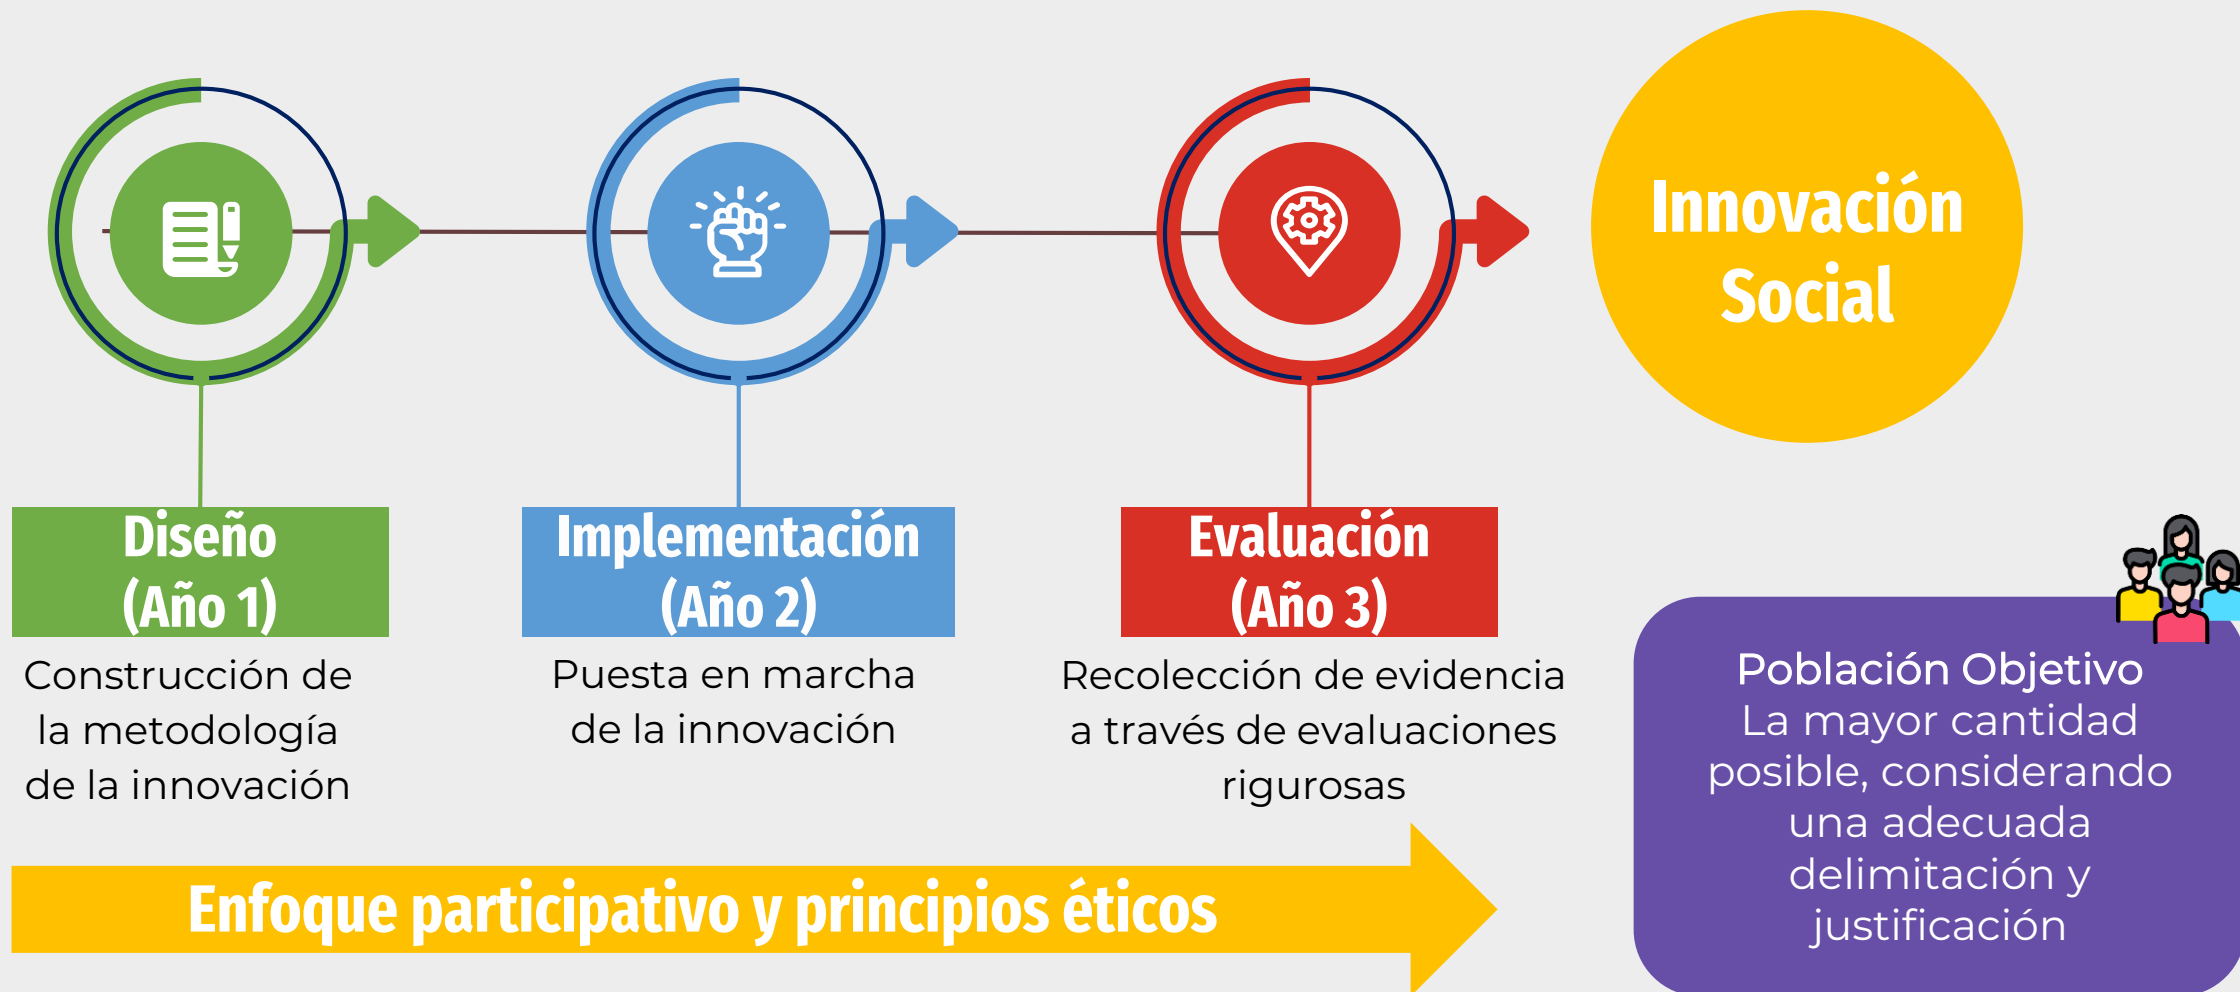 Innovación
Social
Diseño
(Año 1)
Construcción de
la metodología
de la innovación
Implementación
(Año 2)
Puesta en marcha
de la innovación
Evaluación
(Año 3)
Recolección de evidencia
a través de evaluaciones
rigurosas
Enfoque participativo y principios éticos
Población Objetivo
La mayor cantidad
posible, considerando
una adecuada
delimitación y
justificación